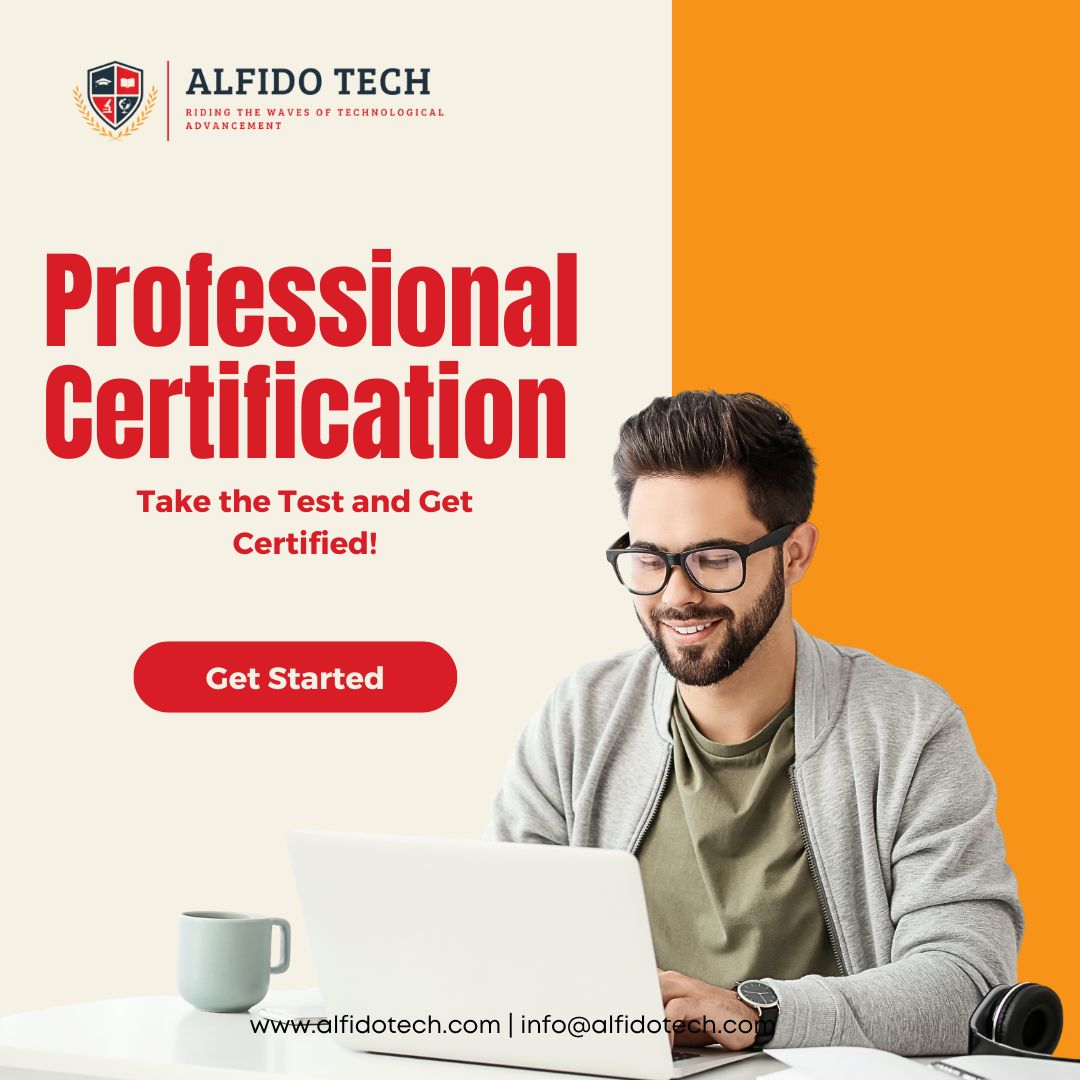 ALFIDO TECH
RIDING THE WAVES OF TECHNOLOGICAL
ADVANCEMENT
Professional
Certification
Take the Test and Get
Certified!
Get Started
www.alfidotech.com | info@alfidotech.com